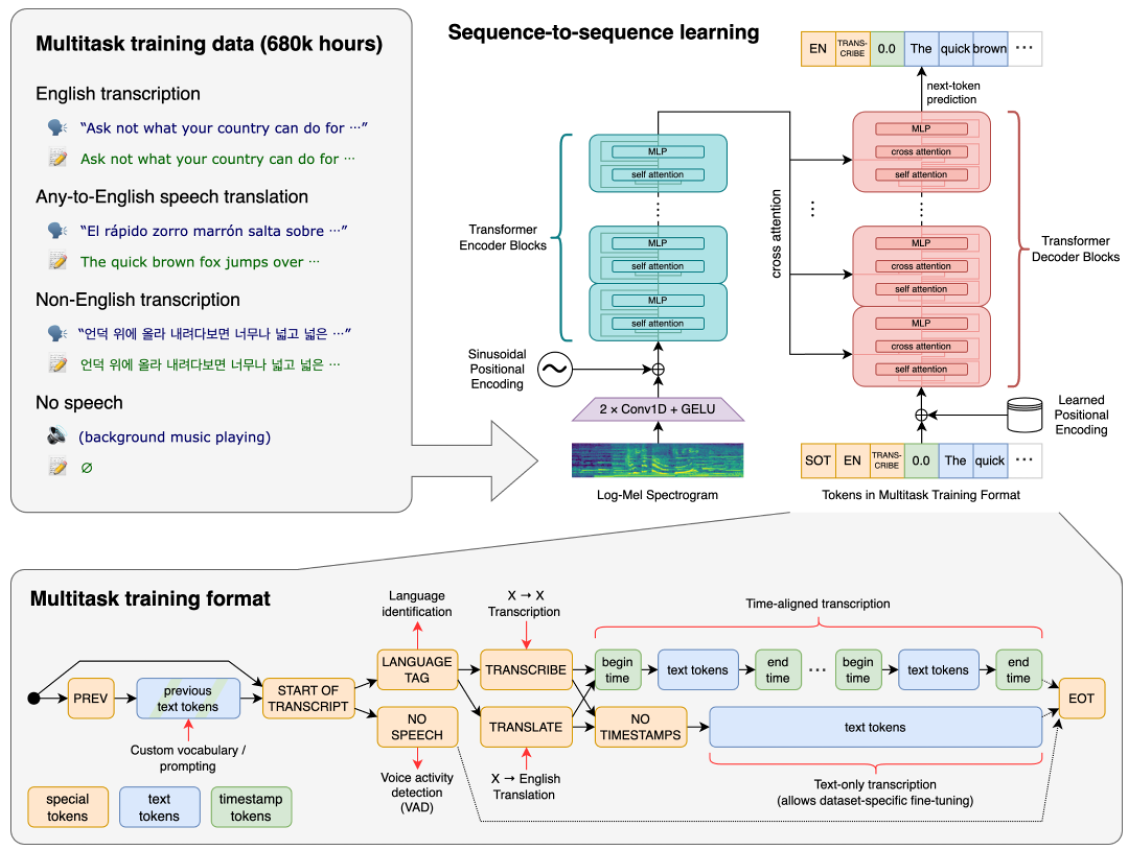 Multitask training data (680k hours)
English transcription
“Ask not what your country can do for ⋯”
Ask not what your country can do for ⋯
Any-to-English speech translation
“El rápido zorro marrón salta sobre ⋯”
The quick brown fox jumps over ⋯
Non-English transcription
“언덕 위에 올라 내려다보면 너무나 넓고 넓은 ⋯”
언덕 위에 올라 내려다보면 너무나 넓고 넓은 ⋯
No speech
(background music playing)
∅
Sequence-to-sequence learning
EN TRANS-CRIBE 0.0 The quick brown ⋯
next-token
prediction
MLP
self attention
⋮
MLP
self attention
MLP
self attention
Transformer
Encoder Blocks
Sinusoidal
Positional
Encoding
2 × Conv1D + GELU
Log-Mel Spectrogram
cross attention
⋮
MLP
cross attention
self attention
⋮
MLP
cross attention
self attention
MLP
cross attention
self attention
Transformer
Decoder Blocks
Learned
Positional
Encoding
SOT EN TRANS-CRIBE 0.0 The quick ⋯
Tokens in Multitask Training Format
Multitask training format
PREV
previous
text tokens
Custom vocabulary /
prompting
START OF
TRANSCRIPT
Language
identification
LANGUAGE
TAG
NO
SPEECH
Voice activity
detection
(VAD)
X → X
Transcription
TRANSCRIBE
TRANSLATE
X → English
Translation
Time-aligned transcription
begin
time
text tokens
end
time
⋯
begin
time
text tokens
end
time
NO
TIMESTAMPS
text tokens
Text-only transcription
(allows dataset-specific fine-tuning)
EOT
special
tokens
text
tokens
timestamp
tokens